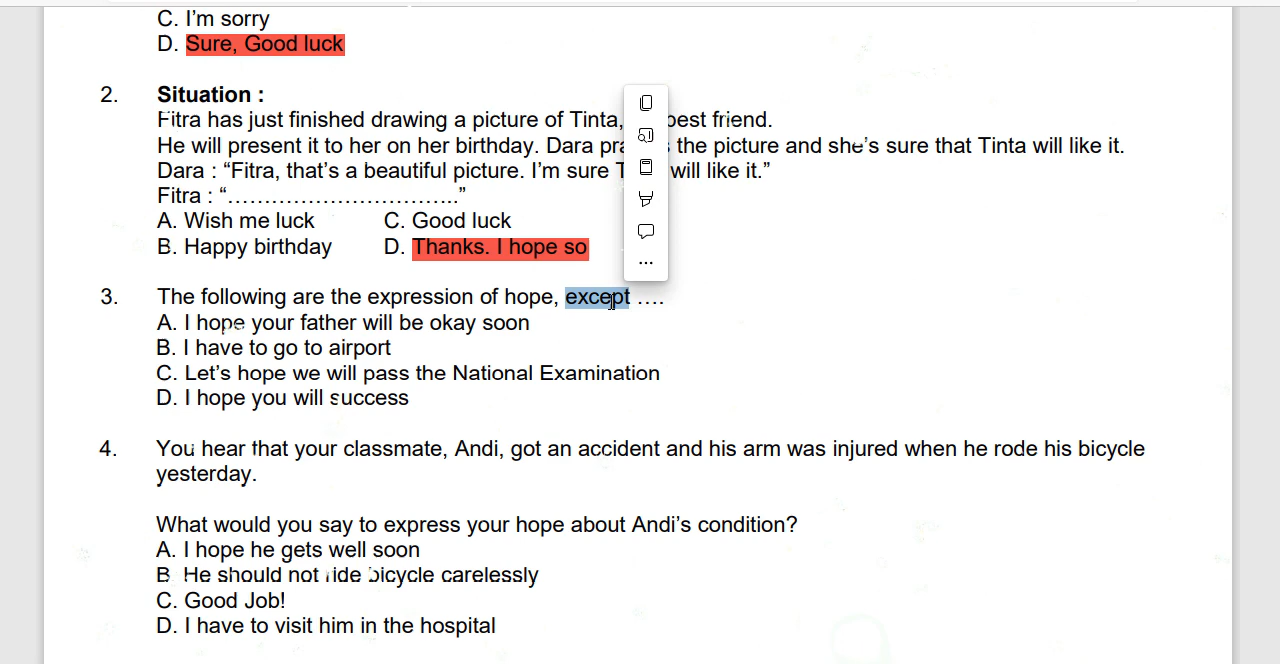 C. I'm sorry
D. Sure, Good luck
2. Situation :
Fitra has just finished drawing a picture of Tinta, best friend.
He will present it to her on her birthday. Dara the picture and she's sure that Tinta will like it.
Dara : “Fitra, that's a beautiful picture. I'm sure will like it.”
Fitra : “…………………………..”
A. Wish me luck C. Good luck
B. Happy birthday D. Thanks. I hope so
3. The following are the expression of hope, except ….
A. I hope your father will be okay soon
B. I have to go to airport
C. Let's hope we will pass the National Examination
D. I hope you will success
4. You hear that your classmate, Andi, got an accident and his arm was injured when he rode his bicycle
yesterday.
What would you say to express your hope about Andi's condition?
A. I hope he gets well soon
B. He should not ride bicycle carelessly
C. Good Job!
D. I have to visit him in the hospital